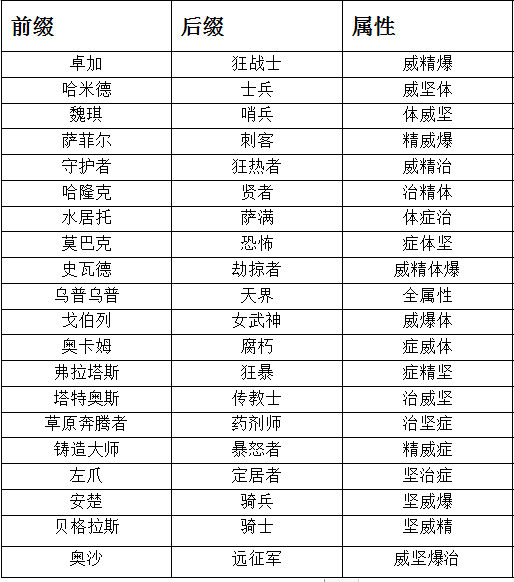 前缀 后缀 属性
卓加 狂战士 威精爆
哈米德 士兵 威坚体
魏琪 哨兵 体威坚
萨菲尔 刺客 精威爆
守护者 狂热者 威精治
哈隆克 贤者 治精体
水居托 萨满 体症治
莫巴克 恐怖 症体坚
史瓦德 劫掠者 威精体爆
乌普乌普 天界 全属性
戈伯列 女武神 威爆体
奥卡姆 腐朽 症威体
弗拉塔斯 狂暴 症精坚
塔特奥斯 传教士 治威坚
草原奔腾者 药剂师 治坚症
铸造大师 暴怒者 精威症
左爪 定居者 坚治症
安楚 骑兵 坚威爆
贝格拉斯 骑士 坚威精
奥沙 远征军 威坚爆治